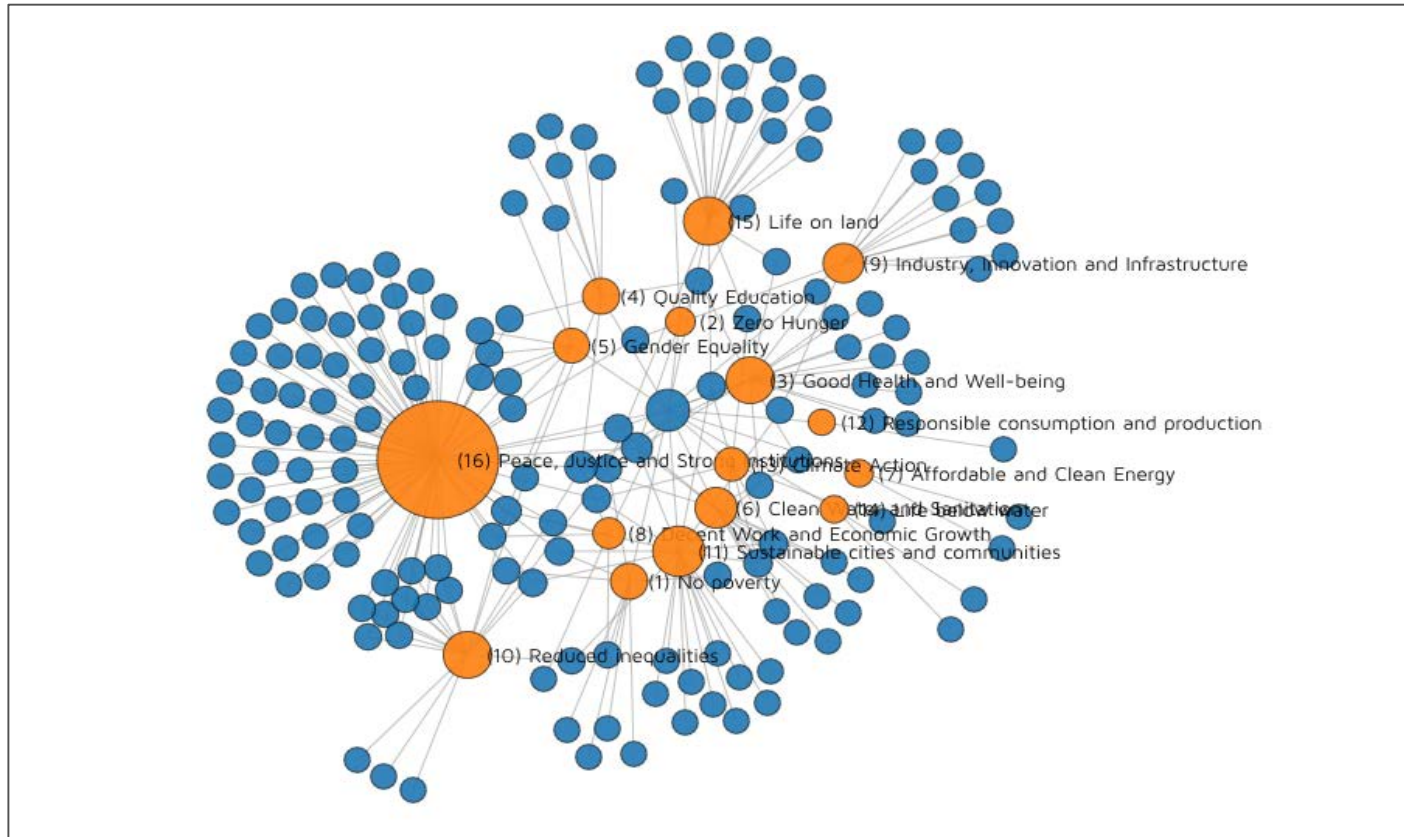 (15) Life on land
(9) Industry, Innovation and Infrastructure
(4) Quality Education
(2) Zero Hunger
(5) Gender Equality
(3) Good Health and Well-being
(12) Responsible consumption and production
(16) Peace, Justice and Strong Institutions
(13) Climate Action
(7) Affordable and Clean Energy
(6) Clean Water and Sanitation
(14) Life below water
(8) Decent Work and Economic Growth
(11) Sustainable cities and communities
(1) No poverty
(10) Reduced inequalities